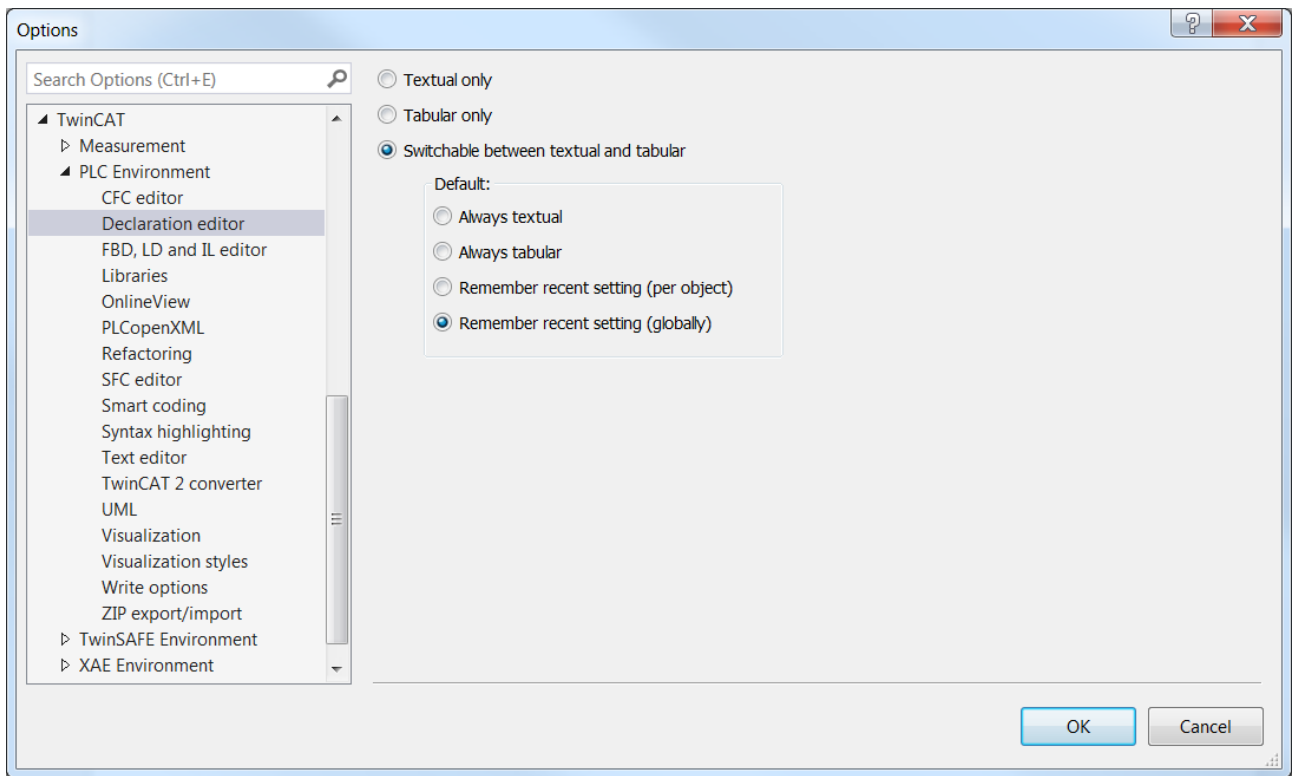 Options
Search Options (Ctrl+E)
TwinCAT
Measurement
PLC Environment
CFC editor
Declaration editor
FBD, LD and IL editor
Libraries
OnlineView
PLCopenXML
Refactoring
SFC editor
Smart coding
Syntax highlighting
Text editor
TwinCAT 2 converter
UML
Visualization
Visualization styles
Write options
ZIP export/import
TwinSAFE Environment
XAE Environment
Textual only
Tabular only
Switchable between textual and tabular
Default:
Always textual
Always tabular
Remember recent setting (per object)
Remember recent setting (globally)
OK Cancel